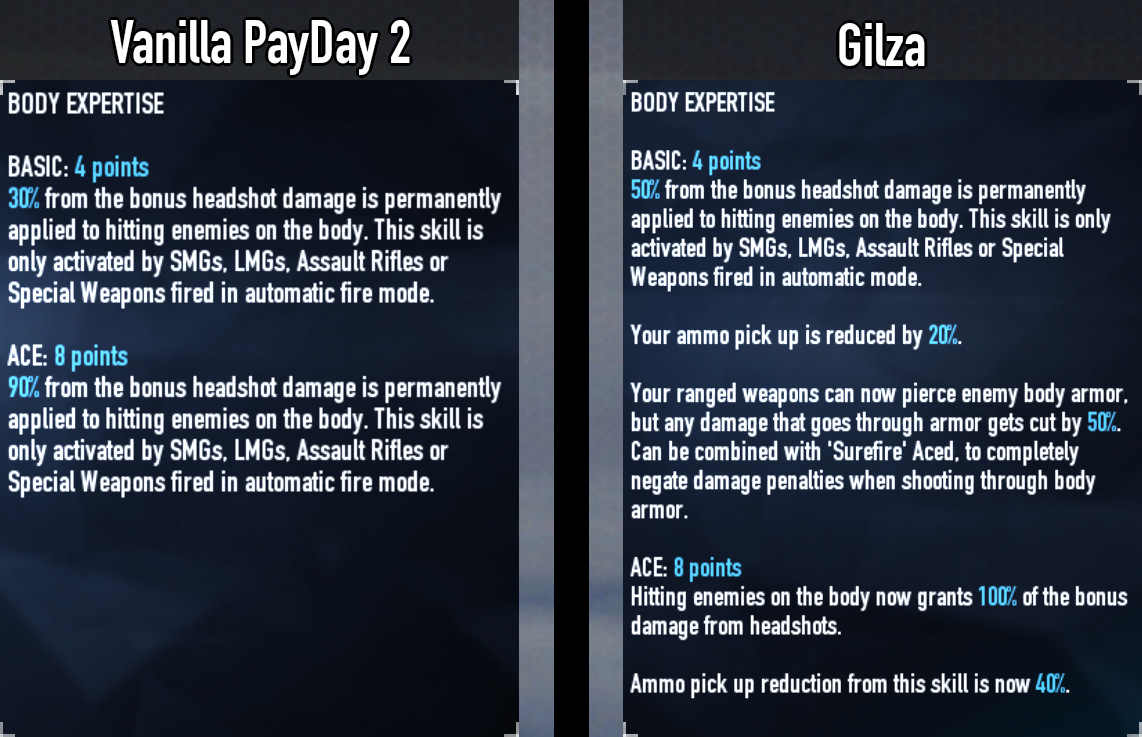 Vanilla PayDay 2
BODY EXPERTISE
BASIC: 4 points
30% from the bonus headshot damage is permanently
applied to hitting enemies on the body. This skill is
only activated by SMGs, LMGs, Assault Rifles or
Special Weapons fired in automatic fire mode.
ACE: 8 points
90% from the bonus headshot damage is permanently
applied to hitting enemies on the body. This skill is
only activated by SMGs, LMGs, Assault Rifles or
Special Weapons fired in automatic fire mode.
Gilza
BODY EXPERTISE
BASIC: 4 points
50% from the bonus headshot damage is permanently
applied to hitting enemies on the body. This skill is only
activated by SMGs, LMGs, Assault Rifles or Special
Weapons fired in automatic mode.
Your ammo pick up is reduced by 20%.
Your ranged weapons can now pierce enemy body armor,
but any damage that goes through armor gets cut by 50%.
Can be combined with 'Surefire' Aced, to completely
negate damage penalties when shooting through body
armor.
ACE: 8 points
Hitting enemies on the body now grants 100% of the bonus
damage from headshots.
Ammo pick up reduction from this skill is now 40%.